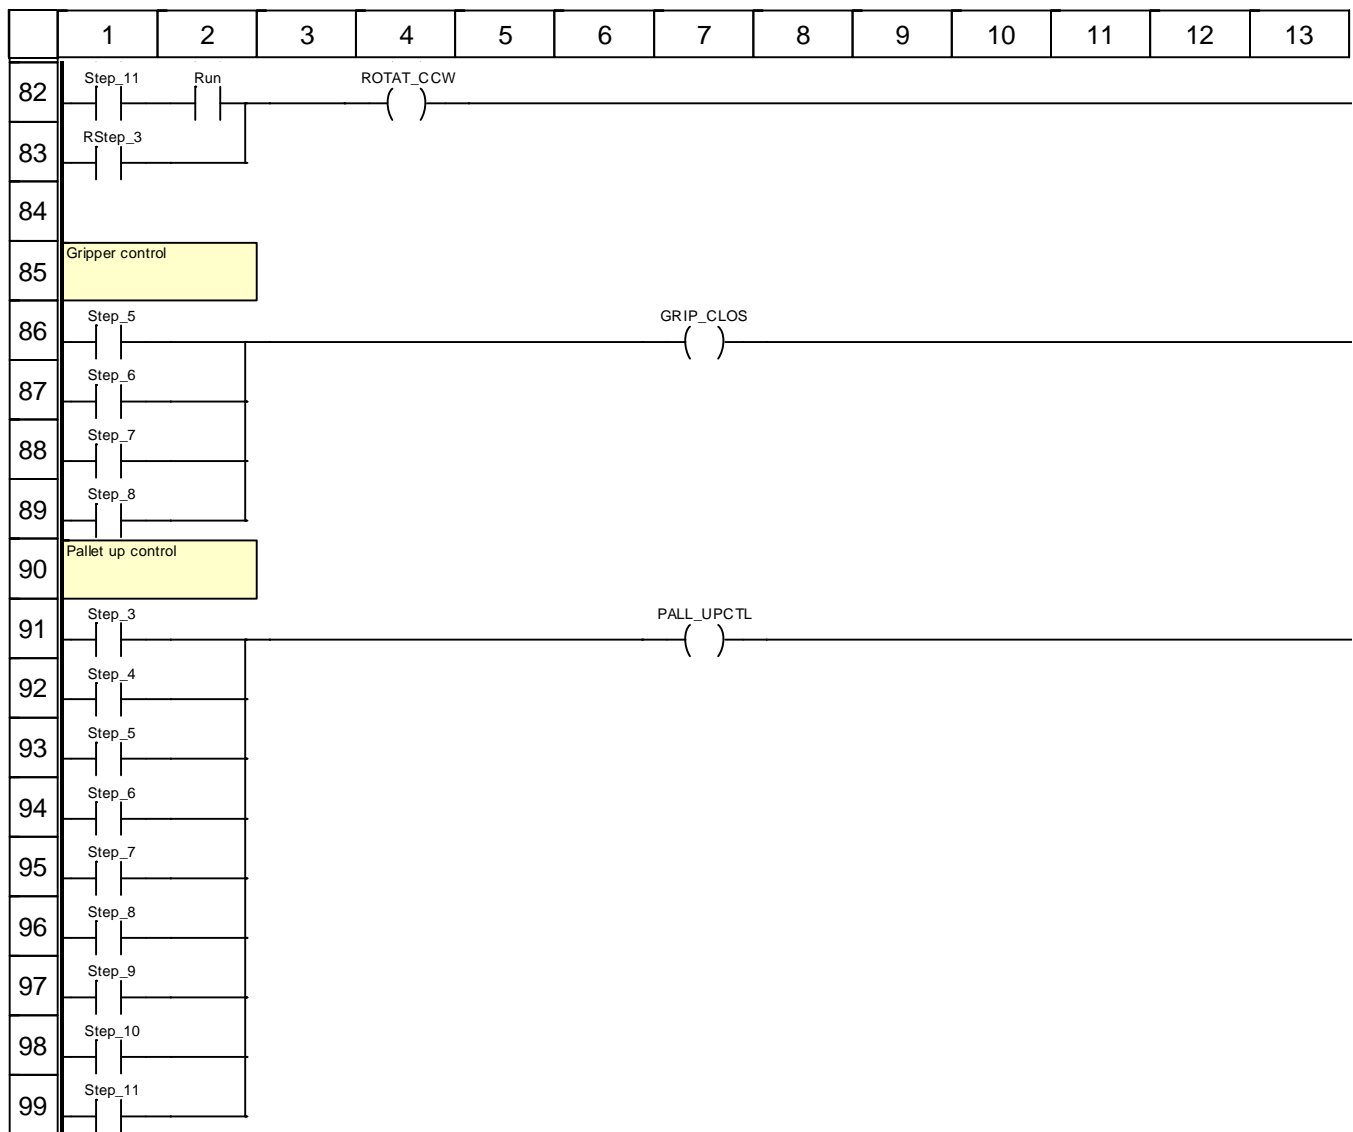 1 2 3 4 5 6 7 8 9 10 11 12 13
82 Step_11 Run ROTAT_CCW
83 RStep_3
84
85 Gripper control
86 Step_5 GRIP_CLOS
87 Step_6
88 Step_7
89 Step_8
90 Pallet up control
91 Step_3 PALL_UPCTL
92 Step_4
93 Step_5
94 Step_6
95 Step_7
96 Step_8
97 Step_9
98 Step_10
99 Step_11